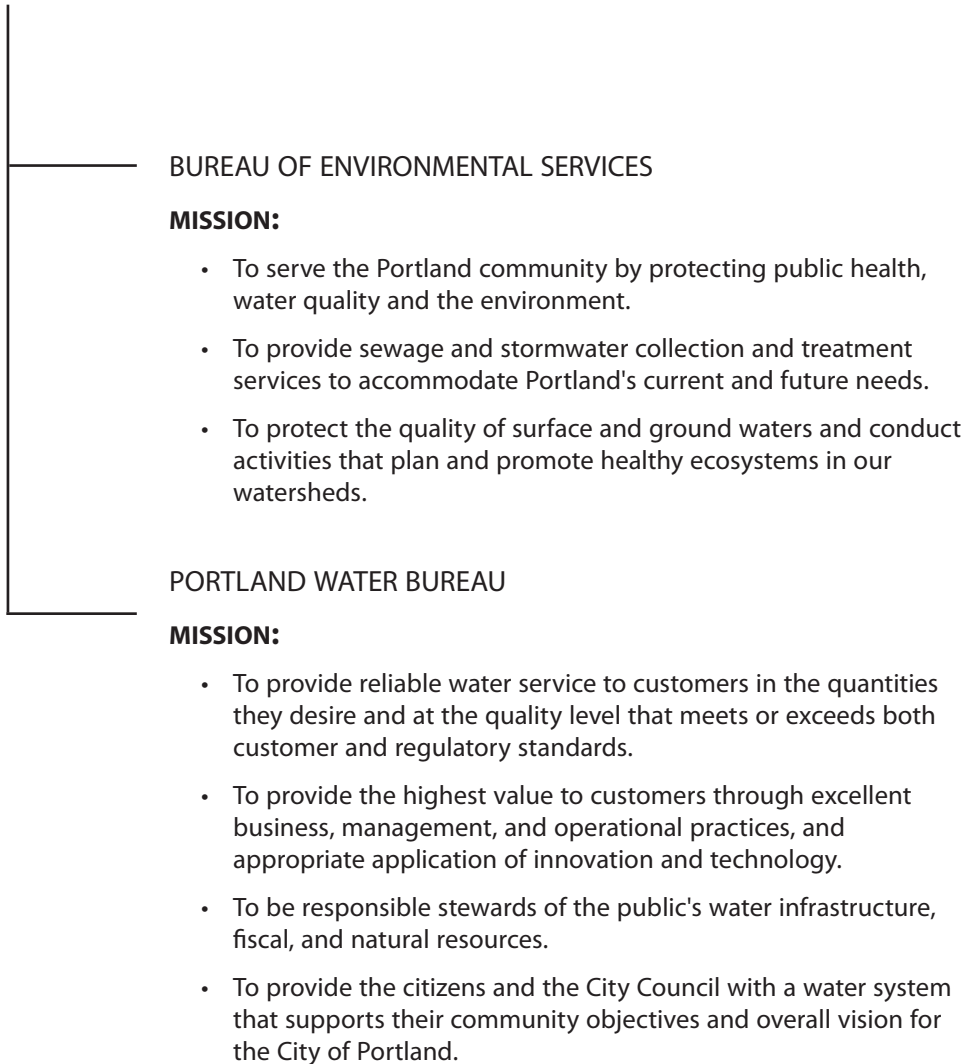 BUREAU OF ENVIRONMENTAL SERVICES
MISSION:
• To serve the Portland community by protecting public health,
water quality and the environment.
• To provide sewage and stormwater collection and treatment
services to accommodate Portland's current and future needs.
• To protect the quality of surface and ground waters and conduct
activities that plan and promote healthy ecosystems in our
watersheds.
PORTLAND WATER BUREAU
MISSION:
• To provide reliable water service to customers in the quantities
they desire and at the quality level that meets or exceeds both
customer and regulatory standards.
• To provide the highest value to customers through excellent
business, management, and operational practices, and
appropriate application of innovation and technology.
• To be responsible stewards of the public's water infrastructure,
fiscal, and natural resources.
• To provide the citizens and the City Council with a water system
that supports their community objectives and overall vision for
the City of Portland.